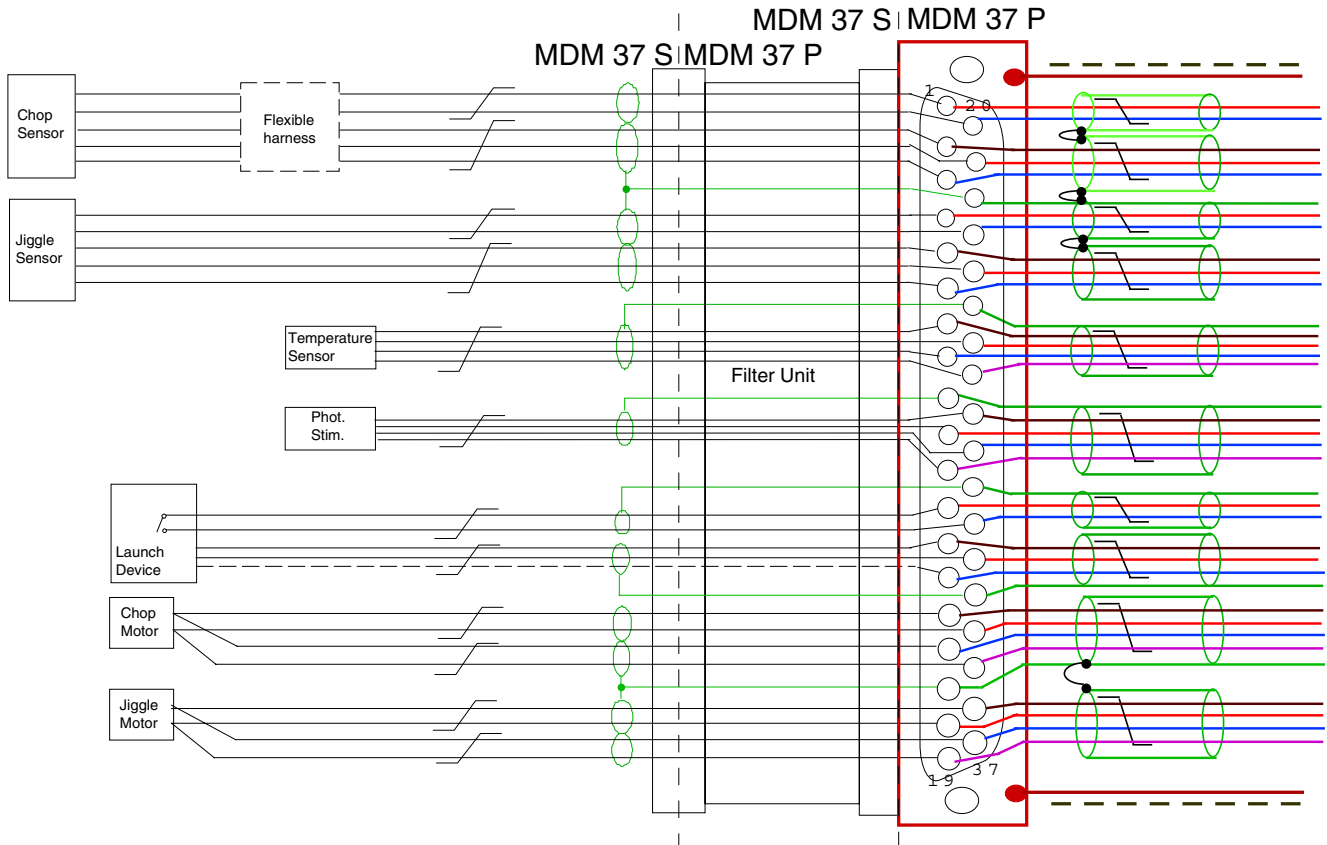 MDM 37 S MDM 37 P
MDM 37 S MDM 37 P
Chop
Sensor
Flexible
harness
1
1
2 0
Jiggle
Sensor
Temperature
Sensor
Filter Unit
Phot.
Stim.
Launch
Device
Chop
Motor
Jiggle
Motor
3 7
1 9